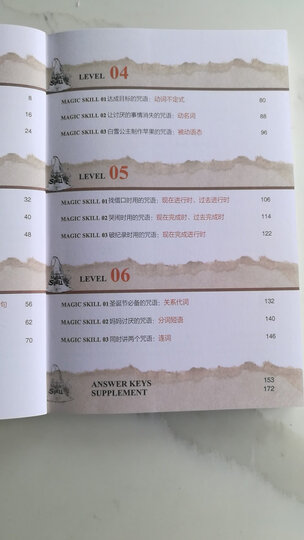 8
16
24
32
40
48
句 56
62
70
LEVEL 04
MAGIC SKILL 01 达成目标的咒语：动词不定式 80
MAGIC SKILL 02 让讨厌的事情消失的咒语：动名词 88
MAGIC SKILL 03 白雪公主制作苹果的咒语：被动语态 96
LEVEL 05
MAGIC SKILL 01 找借口时用的咒语：现在进行时、过去进行时 106
MAGIC SKILL 02 哭闹时用的咒语：现在完成时、过去完成时 114
MAGIC SKILL 03 破纪录时用的咒语：现在完成进行时 122
LEVEL 06
MAGIC SKILL 01 圣诞节必备的咒语：关系代词 132
MAGIC SKILL 02 妈妈讨厌的咒语：分词短语 140
MAGIC SKILL 03 同时讲两个咒语：连词 146
ANSWER KEYS 153
SUPPLEMENT 172